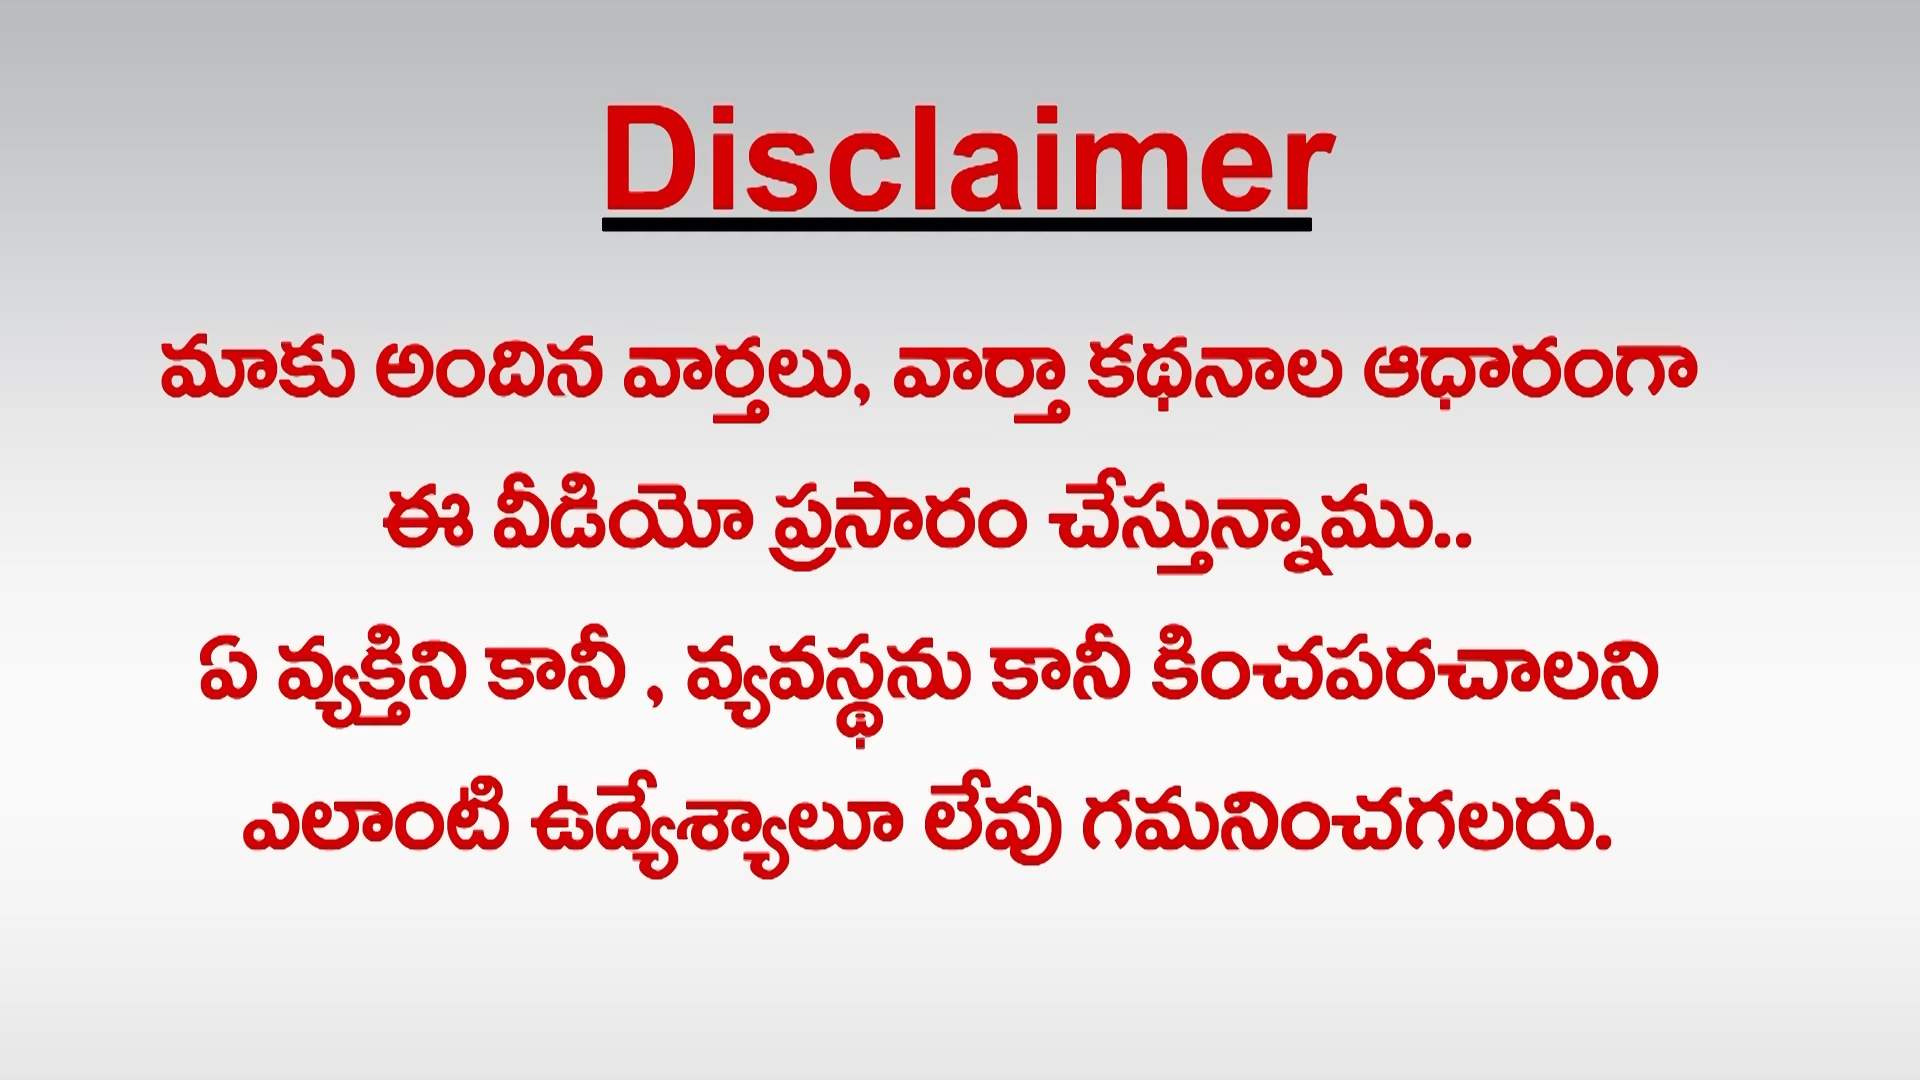 Disclaimer
మాకు అందిన వార్తలు, వార్తా కథనాల ఆధారంగా
ఈ వీడియో ప్రసారం చేస్తున్నాము..
ఏ వ్యక్తిని కానీ , వ్యవస్థను కానీ కించపరచాలని
ఎలాంటి ఉద్యేశ్యాలూ లేవు గమనించగలరు.